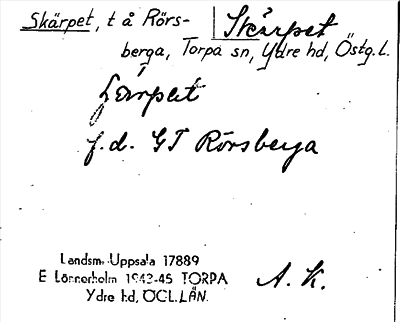 Skärpet, t å Rörs- Skärpet
berga, Torpa sn, Ydre hd, Östg. l.
f.d. GT Rörsberga
Landsm. Uppsala 17889
E Lönnerholm 1943-45 TORPA
Ydre hd, ÖGL.LÄN.
A. K.